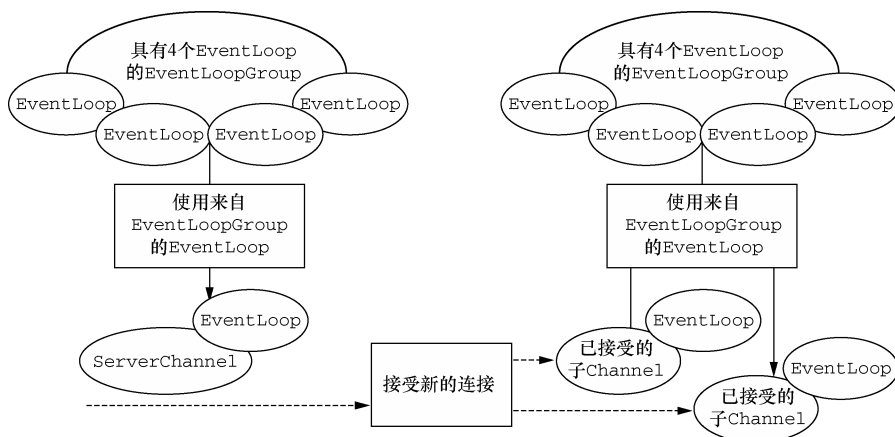 具有4个EventLoop
的EventLoopGroup
EventLoop
EventLoop
EventLoop
EventLoop
使用来自
EventLoopGroup
的EventLoop
EventLoop
ServerChannel
具有4个EventLoop
的EventLoopGroup
EventLoop
EventLoop
EventLoop
EventLoop
使用来自
EventLoopGroup
的EventLoop
EventLoop
已接受的
子Channel
接受新的连接
EventLoop
已接受的
子Channel